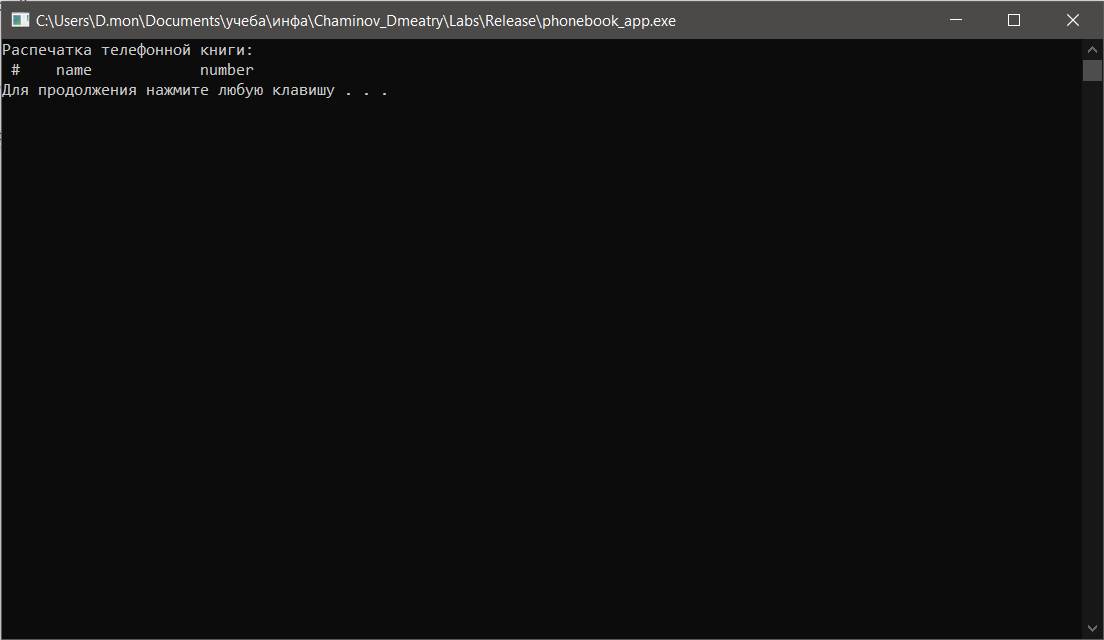 C:\Users\D.mon\Documents\учеба\инфа\Chaminov_Dmeatry\Labs\Release\phonebook_app.exe
Распечатка телефонной книги:
# name number
Для продолжения нажмите любую клавишу . . .